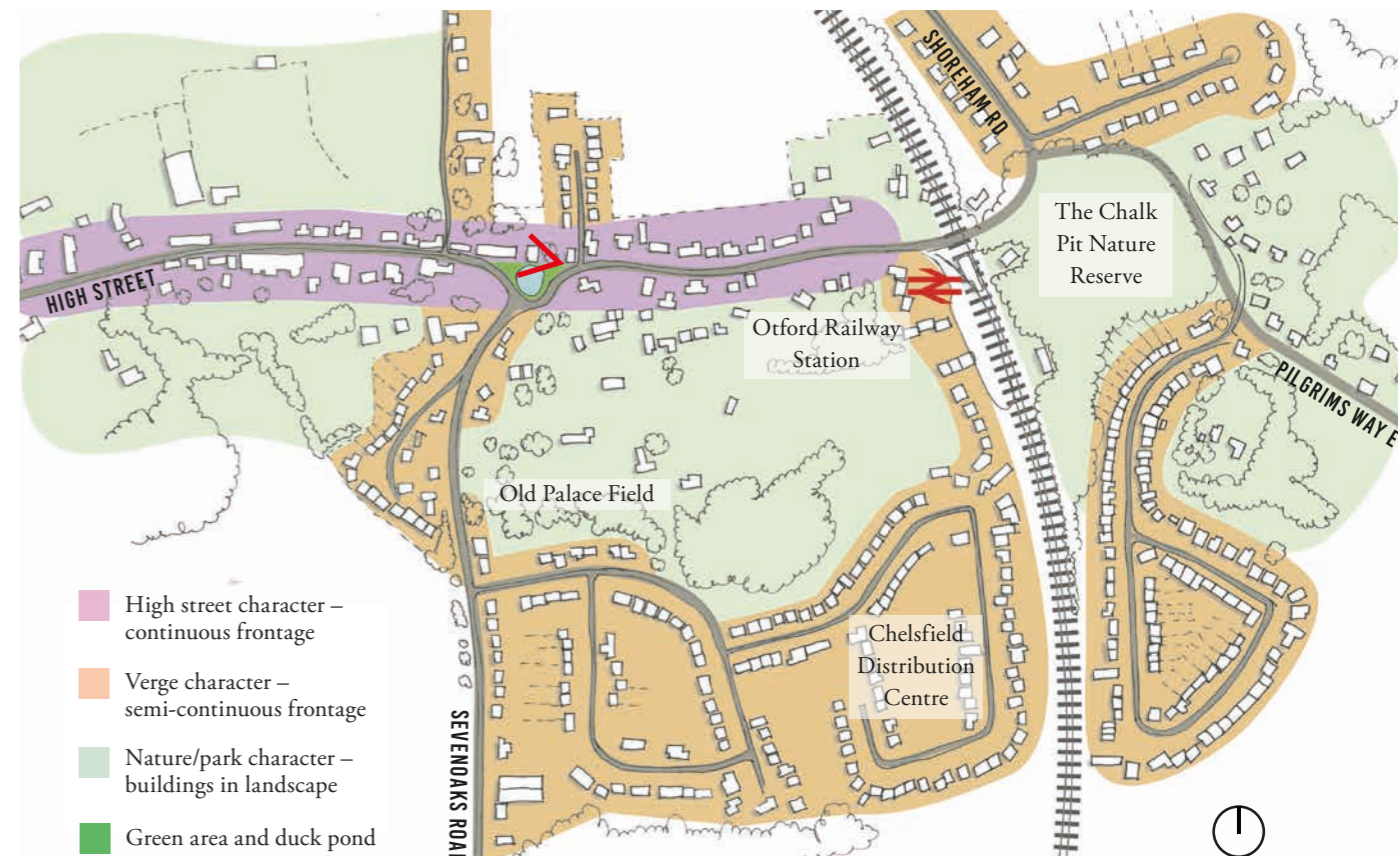 SHOREHAM RD
The Chalk
Pit Nature
Reserve
HIGH STREET
Otford Railway
Station
PILGRIMS WAY E
Old Palace Field
Chelsfield
Distribution
Centre
High street character –
continuous frontage
Verge character –
semi-continuous frontage
Nature/park character –
buildings in landscape
Green area and duck pond
SEVENOAKS ROAD